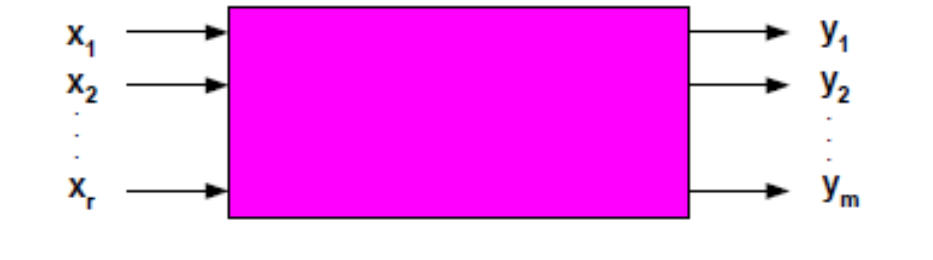 x₁ y₁
x₂ y₂
xᵣ yₘ